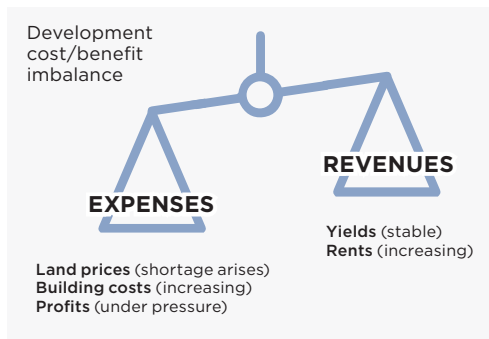 Development
cost/benefit
imbalance
EXPENSES
REVENUES
Land prices (shortage arises)
Building costs (increasing)
Profits (under pressure)
Yields (stable)
Rents (increasing)